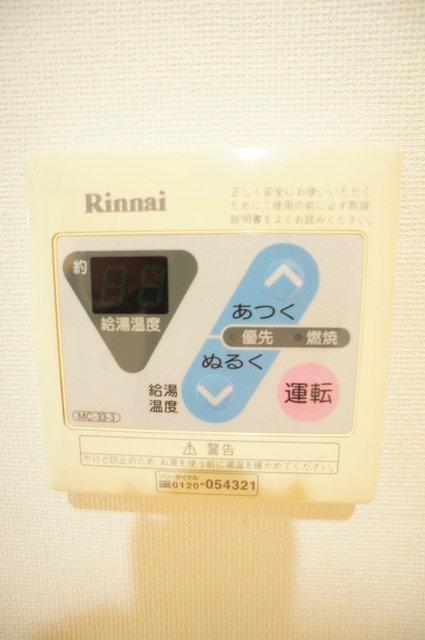 Rinnai
正しく安全にお使いいただく
ためにご使用の前に必ず取扱
説明書をよくお読みください。
約
給湯温度
あつく
優先 燃焼
ぬるく
給湯
温度
運転
MC-33-3
警告
やけど防止のため、お湯を使う前に湯温を確かめてください。
フリーダイヤル
0120-054321